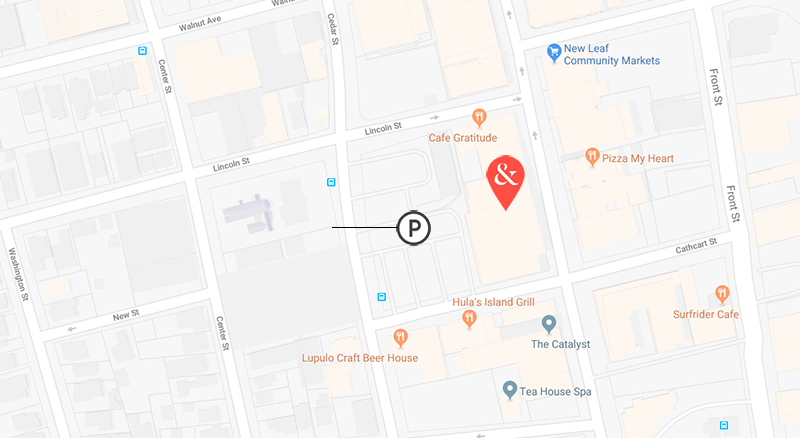 Walnut Ave
Walnut
Cedar St
Center St
New Leaf
Community Markets
Front St
Lincoln St
Cafe Gratitude
Lincoln St
Pizza My Heart
&
Front St
P
Cathcart St
Washington St
Hula's Island Grill
New St
Center St
Surfrider Cafe
The Catalyst
Lupulo Craft Beer House
Tea House Spa